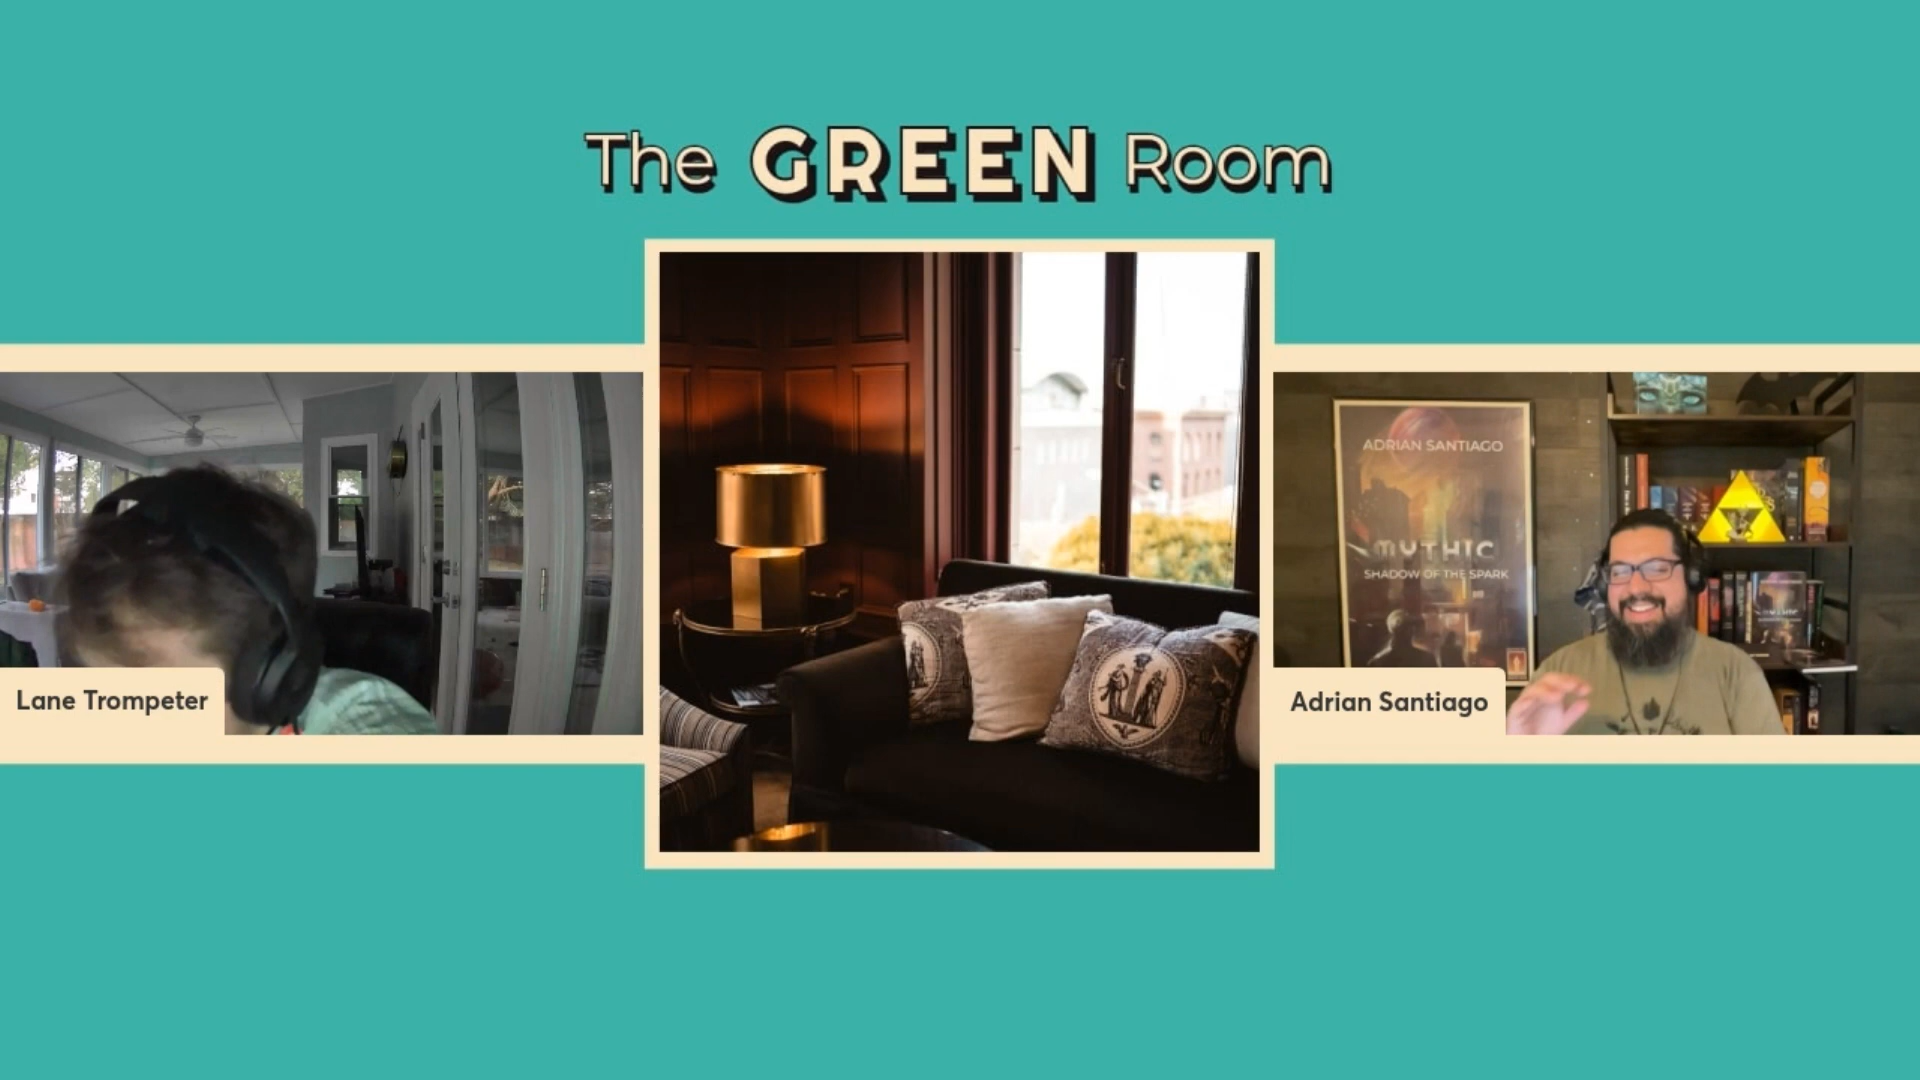 The GREEN Room
Lane Trompeter
ADRIAN SANTIAGO
MYTHIC
SHADOW OF THE SPARK
Adrian Santiago